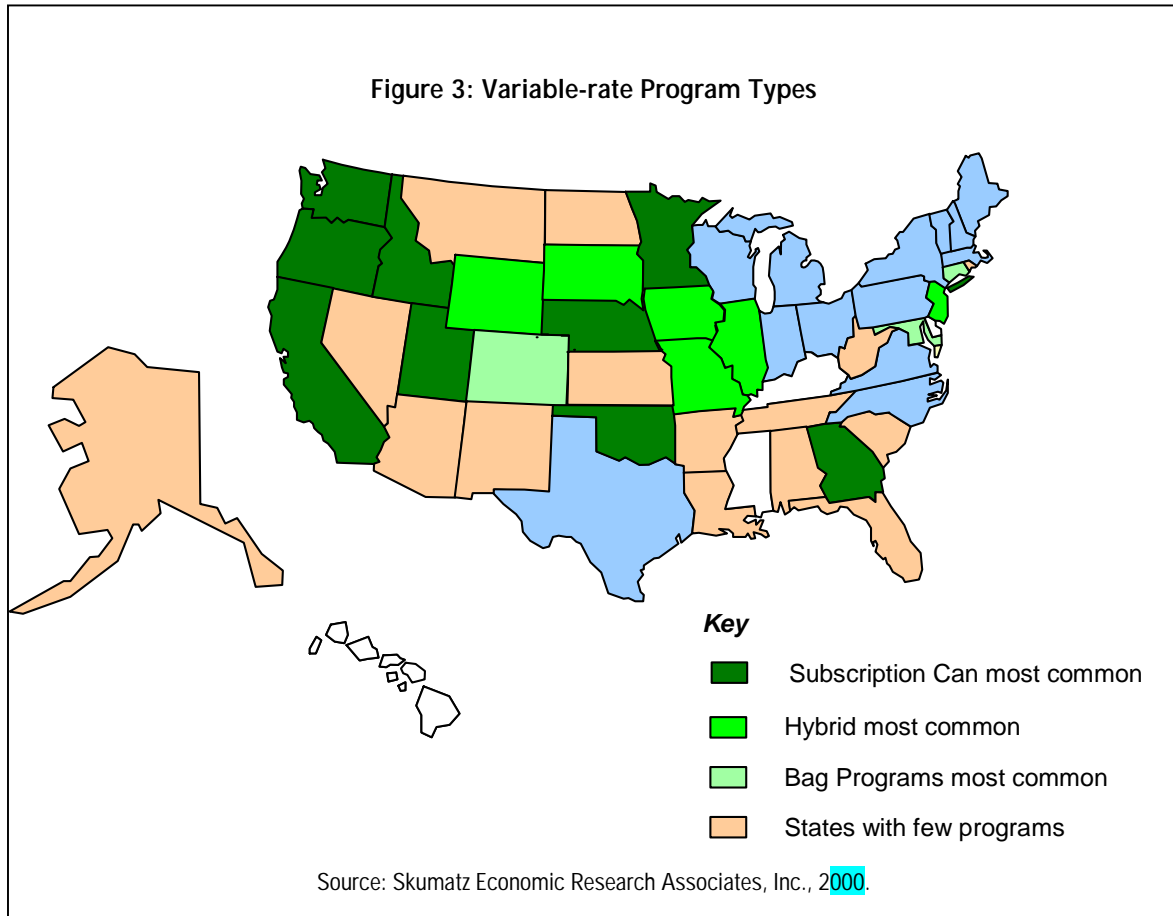 Figure 3: Variable-rate Program Types
Key
Subscription Can most common
Hybrid most common
Bag Programs most common
States with few programs
Source: Skumatz Economic Research Associates, Inc., 2000.